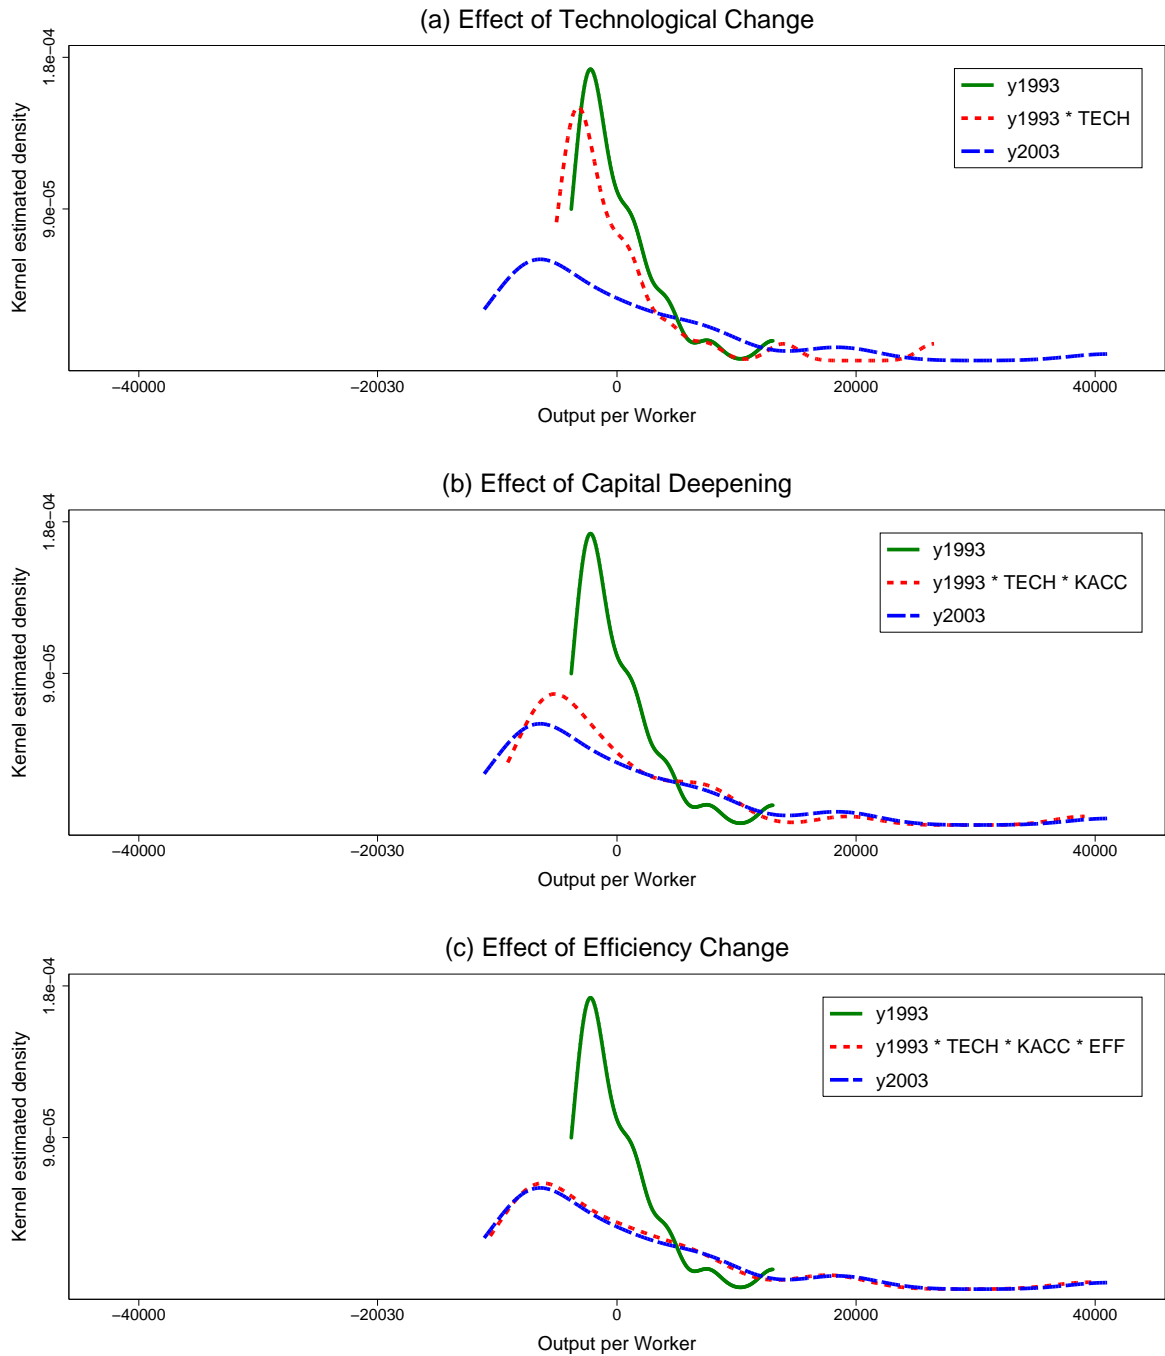 (a) Effect of Technological Change
Kernel estimated density
1.8e−04
9.0e−05
y1993
y1993 * TECH
y2003
−40000
−20030
0
20000
40000
Output per Worker
(b) Effect of Capital Deepening
Kernel estimated density
1.8e−04
9.0e−05
y1993
y1993 * TECH * KACC
y2003
−40000
−20030
0
20000
40000
Output per Worker
(c) Effect of Efficiency Change
Kernel estimated density
1.8e−04
9.0e−05
y1993
y1993 * TECH * KACC * EFF
y2003
−40000
−20030
0
20000
40000
Output per Worker